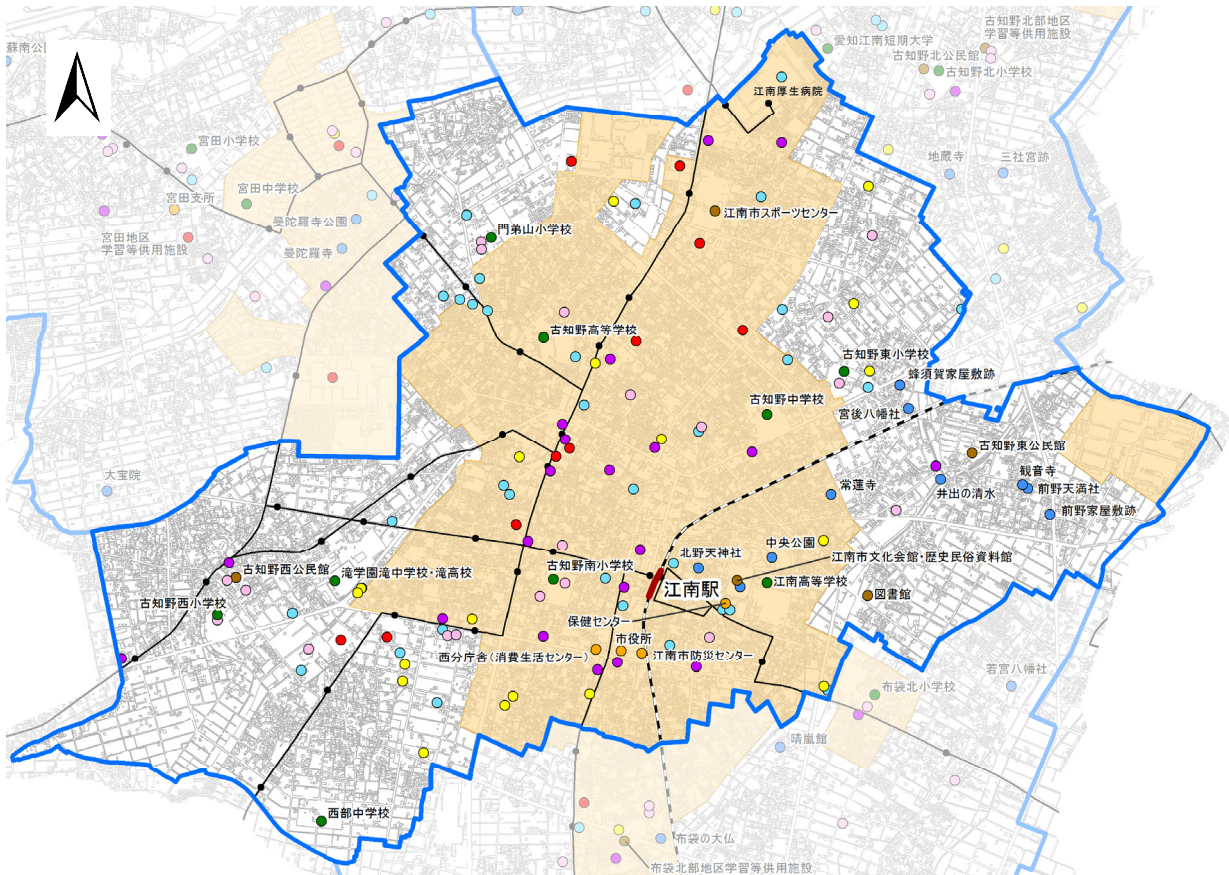 蘇南公
愛知江南短期大学
古知野北部地区
学習等供用施設
古知野北公民館
古知野北小学校
江南厚生病院
宮田小学校
地蔵寺
三社宮跡
宮田支所
宮田中学校
曼陀羅寺公園
江南市スポーツセンター
宮田地区
学習等供用施設
曼陀羅寺
門弟山小学校
古知野高等学校
古知野東小学校
蜂須賀家屋敷跡
古知野中学校
宮後八幡社
古知野東公民館
大宝院
常蓮寺
井出の清水
観音寺
前野天満社
前野家屋敷跡
北野天神社
中央公園
江南市文化会館・歴史民俗資料館
古知野西公民館
滝学園滝中学校・滝高校
古知野南小学校
江南駅
江南高等学校
図書館
古知野西小学校
保健センター
市役所
西分庁舎(消費生活センター)
江南市防災センター
若宮八幡社
布袋北小学校
晴嵐館
西部中学校
布袋の大仏
布袋北部地区学習等供用施設